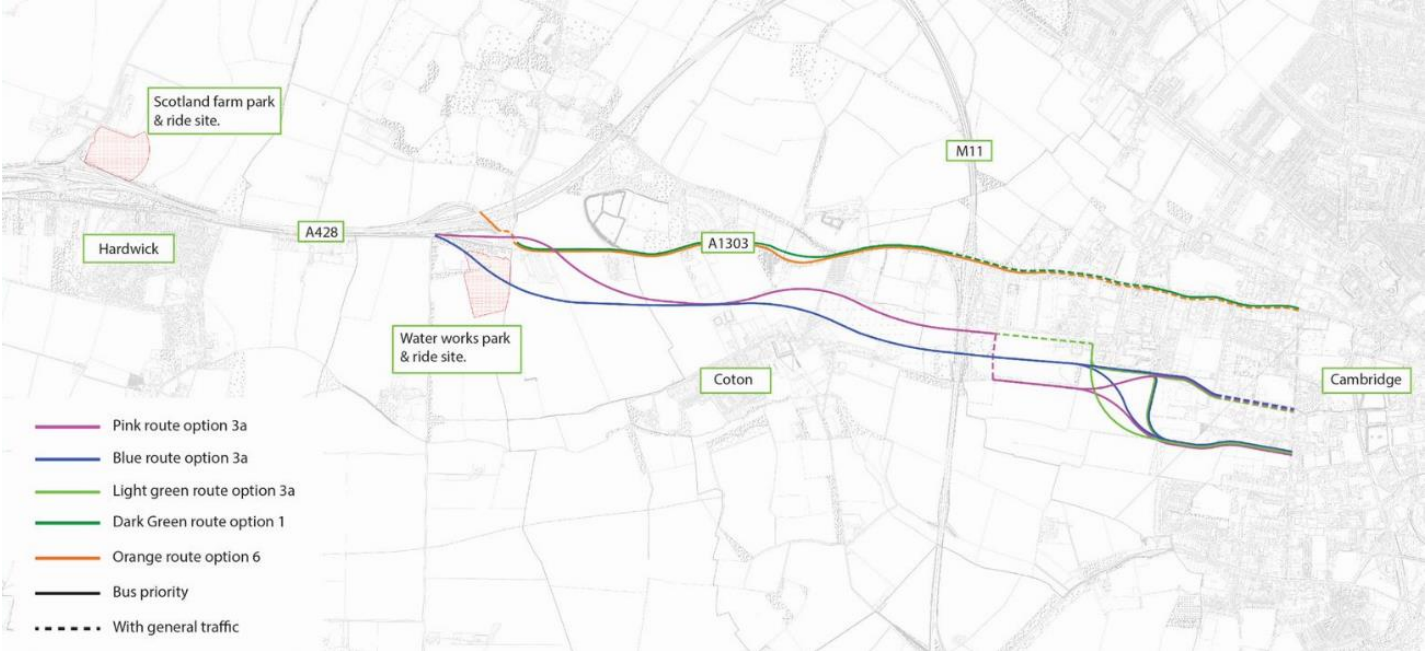 Scotland farm park
& ride site.
M11
A428
A1303
Hardwick
Water works park
& ride site.
Coton
Cambridge
Pink route option 3a
Blue route option 3a
Light green route option 3a
Dark Green route option 1
Orange route option 6
Bus priority
With general traffic